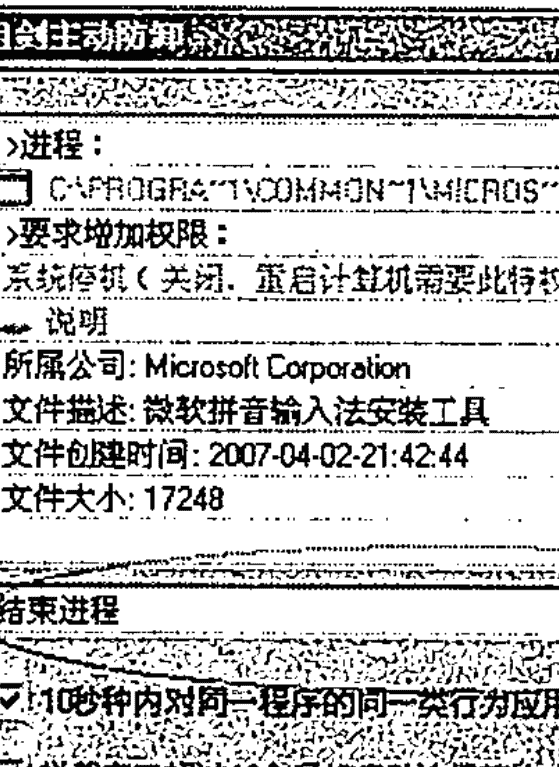 剑主动防御
>进程：
C:\PROGRA~1\COMMON~1\MICROS~
>要求增加权限：
系统停机（关闭．重启计算机需要此特权
说明
所属公司: Microsoft Corporation
文件描述: 微软拼音输入法安装工具
文件创建时间: 2007-04-02-21:42:44
文件大小: 17248
结束进程
10秒种内对同一程序的同一类行为应用